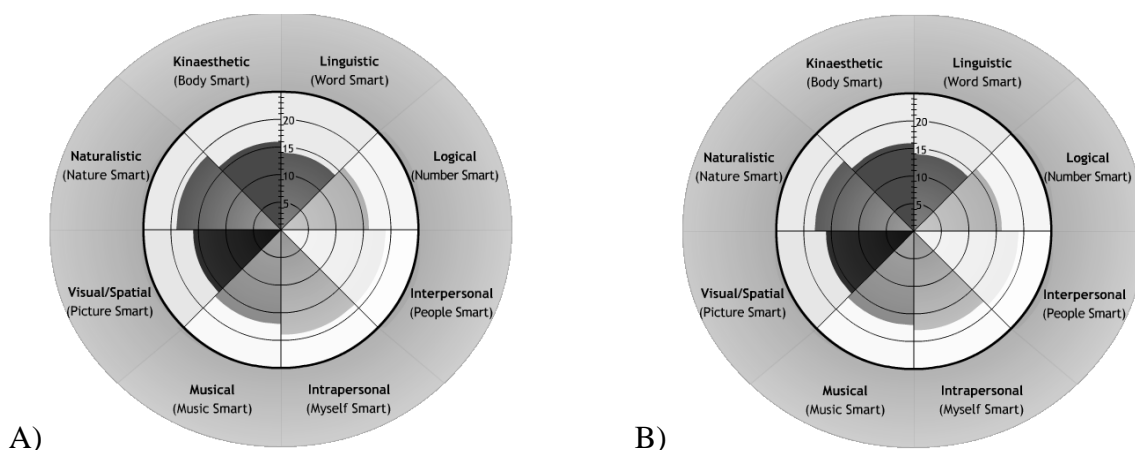 Kinaesthetic
(Body Smart)
Linguistic
(Word Smart)
20
Naturalistic
(Nature Smart)
15
Logical
(Number Smart)
10
5
Visual/Spatial
(Picture Smart)
Interpersonal
(People Smart)
Musical
(Music Smart)
Intrapersonal
(Myself Smart)
A)
Kinaesthetic
(Body Smart)
Linguistic
(Word Smart)
20
Naturalistic
(Nature Smart)
15
Logical
(Number Smart)
10
5
Visual/Spatial
(Picture Smart)
Interpersonal
(People Smart)
Musical
(Music Smart)
Intrapersonal
(Myself Smart)
B)